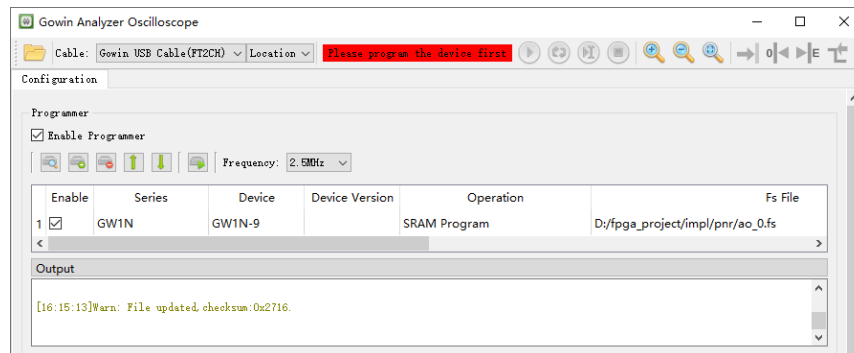 Gowin Analyzer Oscilloscope
Cable: Gowin USB Cable(FT2CH) Location Please program the device first
Configuration
Programmer
Enable Programmer
Frequency: 2.5MHz
Enable Series Device Device Version Operation Fs File
1 GW1N GW1N-9 SRAM Program D:/fpga_project/impl/pnr/ao_0.fs
Output
[16:15:13]Warn: File updated,checksum:0x2716.